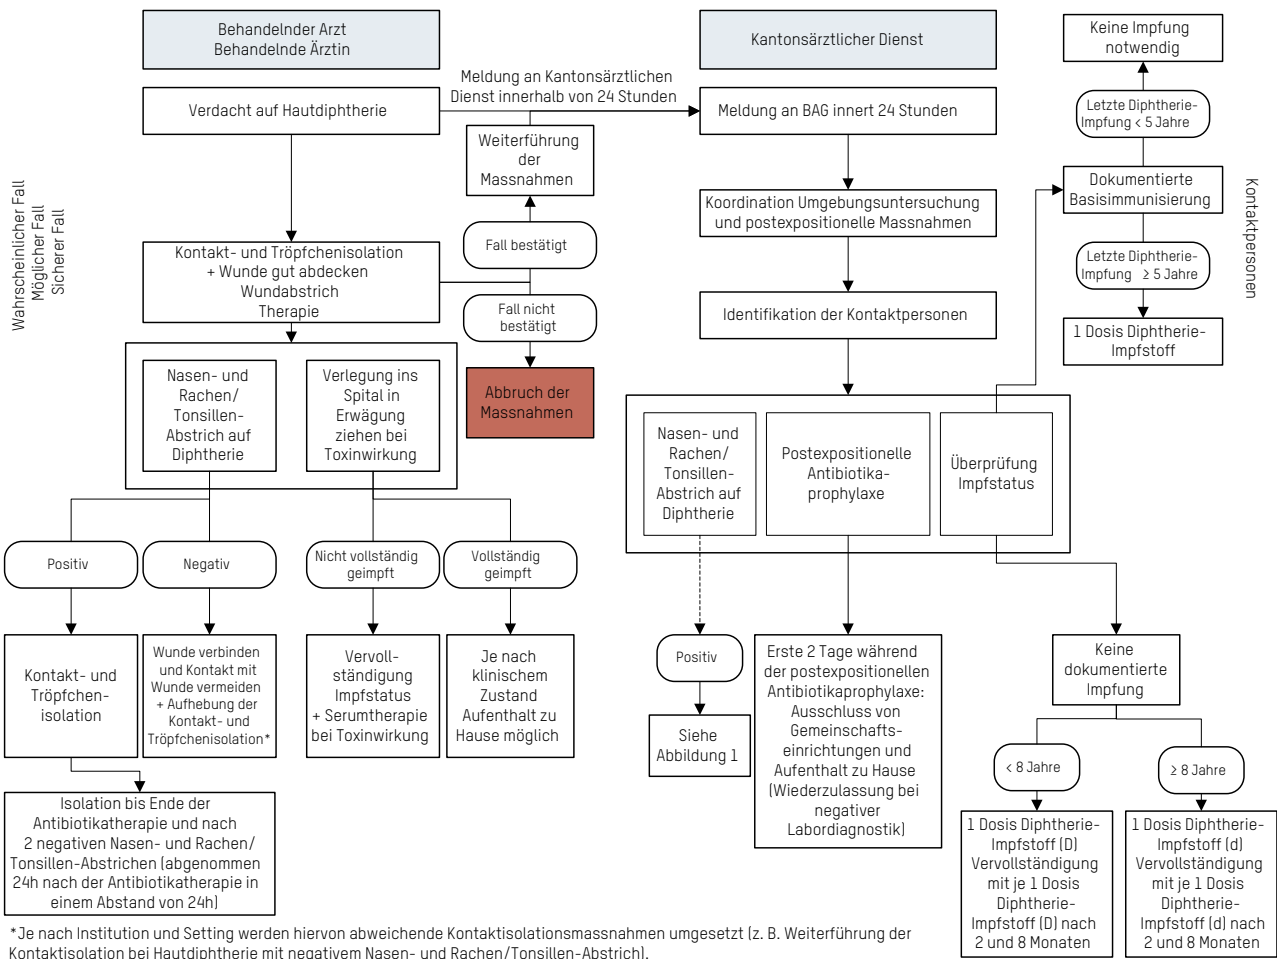 Behandelnder Arzt
Behandelnde Ärztin
Kantonsärztlicher Dienst
Keine Impfung
notwendig
Meldung an Kantonsärztlichen
Dienst innerhalb von 24 Stunden
Verdacht auf Hautdiphtherie
Meldung an BAG innert 24 Stunden
Letzte Diphtherie-
Impfung < 5 Jahre
Weiterführung
der
Massnahmen
Dokumentierte
Basisimmunisierung
Koordination Umgebungsuntersuchung
und postexpositionelle Massnahmen
Wahrscheinlicher Fall
Möglicher Fall
Sicherer Fall
Kontaktpersonen
Fall bestätigt
Kontakt- und Tröpfchenisolation
+ Wunde gut abdecken
Wundabstrich
Therapie
Letzte Diphtherie-
Impfung ≥ 5 Jahre
Fall nicht
bestätigt
Identifikation der Kontaktpersonen
1 Dosis Diphtherie-
Impfstoff
Nasen- und
Rachen/
Tonsillen-
Abstrich auf
Diphtherie
Verlegung ins
Spital in
Erwägung
ziehen bei
Toxinwirkung
Abbruch der
Massnahmen
Nasen- und
Rachen/
Tonsillen-
Abstrich auf
Diphtherie
Postexpositionelle
Antibiotika-
prophylaxe
Überprüfung
Impfstatus
Positiv
Negativ
Nicht vollständig
geimpft
Vollständig
geimpft
Kontakt- und
Tröpfchen-
isolation
Wunde verbinden
und Kontakt mit
Wunde vermeiden
+ Aufhebung der
Kontakt- und
Tröpfchenisolation*
Vervoll-
ständigung
Impfstatus
+ Serumtherapie
bei Toxinwirkung
Je nach
klinischem
Zustand
Aufenthalt zu
Hause möglich
Positiv
Siehe
Abbildung 1
Erste 2 Tage während
der postexpositionellen
Antibiotikaprophylaxe:
Ausschluss von
Gemeinschafts-
einrichtungen und
Aufenthalt zu Hause
(Wiederzulassung bei
negativer
Labordiagnostik)
Keine
dokumentierte
Impfung
< 8 Jahre
≥ 8 Jahre
Isolation bis Ende der
Antibiotikatherapie und nach
2 negativen Nasen- und Rachen/
Tonsillen-Abstrichen (abgenommen
24h nach der Antibiotikatherapie in
einem Abstand von 24h)
1 Dosis Diphtherie-
Impfstoff (D)
Vervollständigung
mit je 1 Dosis
Diphtherie-
Impfstoff (D) nach
2 und 8 Monaten
1 Dosis Diphtherie-
Impfstoff (d)
Vervollständigung
mit je 1 Dosis
Diphtherie-
Impfstoff (d) nach
2 und 8 Monaten
*Je nach Institution und Setting werden hiervon abweichende Kontaktisolationsmassnahmen umgesetzt (z. B. Weiterführung der
Kontaktisolation bei Hautdiphtherie mit negativem Nasen- und Rachen/Tonsillen-Abstrich).